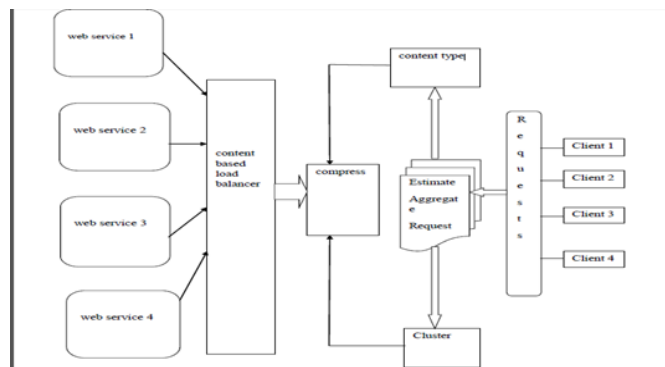 web service 1
web service 2
web service 3
web service 4
content
based
load
balancer
compress
content type
Estimate
Aggregat
e
Request
Cluster
R
e
q
u
e
s
t
s
Client 1
Client 2
Client 3
Client 4